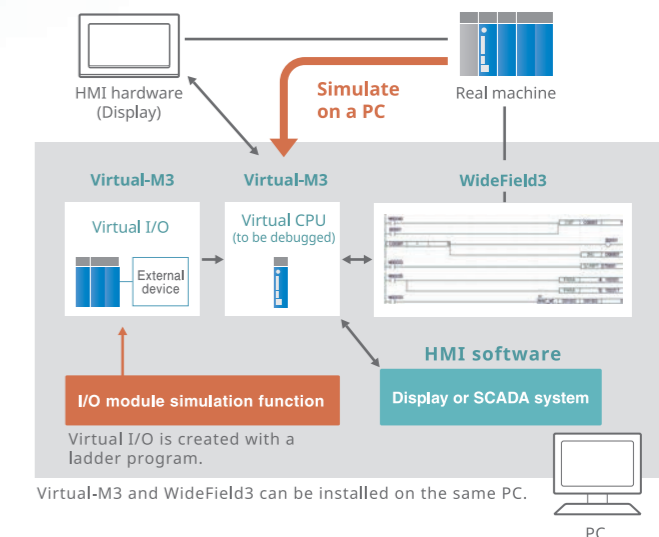 HMI hardware
(Display)
Simulate
on a PC
Real machine
Virtual-M3
Virtual-M3
WideField3
Virtual I/O
External
device
Virtual CPU
(to be debugged)
HMI software
I/O module simulation function
Display or SCADA system
Virtual I/O is created with a
ladder program.
Virtual-M3 and WideField3 can be installed on the same PC.
PC